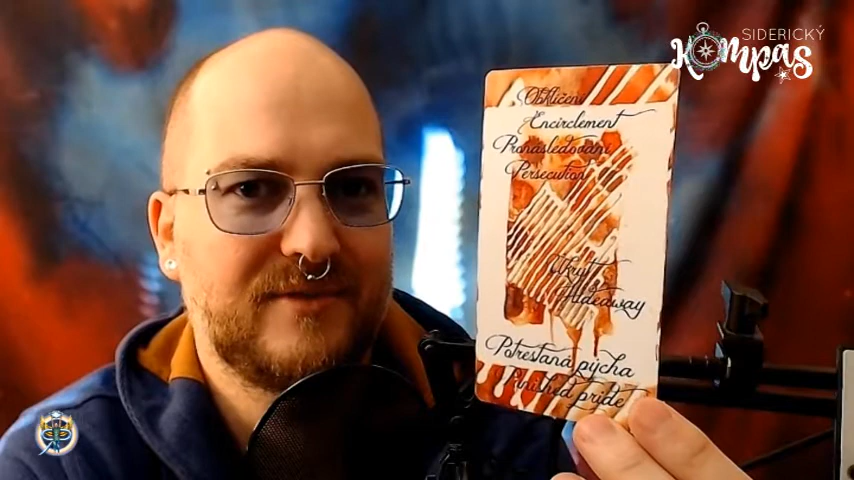 SIDERICKÝ
KOmpas
Obklíčení
Encirclement
Pronásledování
Persecution
Úkryt
Hideaway
Potrestaná pýcha
Punished pride